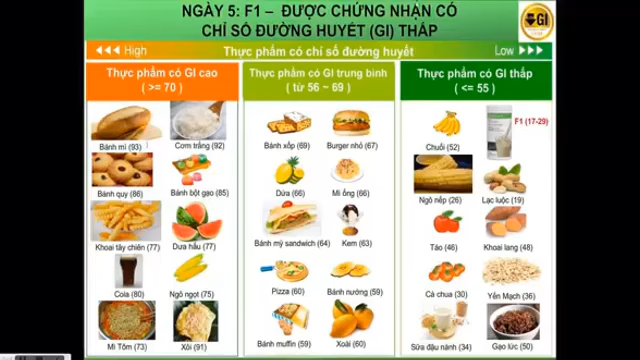 NGÀY 5: F1 – ĐƯỢC CHỨNG NHẬN CÓ
CHỈ SỐ ĐƯỜNG HUYẾT (GI) THẤP
GI
High
Thực phẩm có chỉ số đường huyết
Low
Thực phẩm có GI cao
( >= 70 )
Thực phẩm có GI trung bình
( từ 56 ~ 69 )
Thực phẩm có GI thấp
( <= 55 )
F1 (17-29)
Bánh mì (93)
Cơm trắng (92)
Bánh xốp (69)
Burger nhỏ (67)
Chuối (52)
Bánh quy (86)
Bánh bột gạo (85)
Dứa (66)
Mì ống (66)
Ngô nếp (26)
Lạc luộc (19)
Khoai tây chiên (77)
Dưa hấu (77)
Bánh mỳ sandwich (64)
Kem (63)
Táo (46)
Khoai lang (48)
Cola (80)
Ngô ngọt (75)
Pizza (60)
Bánh nướng (59)
Cà chua (30)
Yến Mạch (36)
Mì Tôm (73)
Xôi (91)
Bánh muffin (59)
Xoài (60)
Sữa đậu nành (34)
Gạo lức (50)